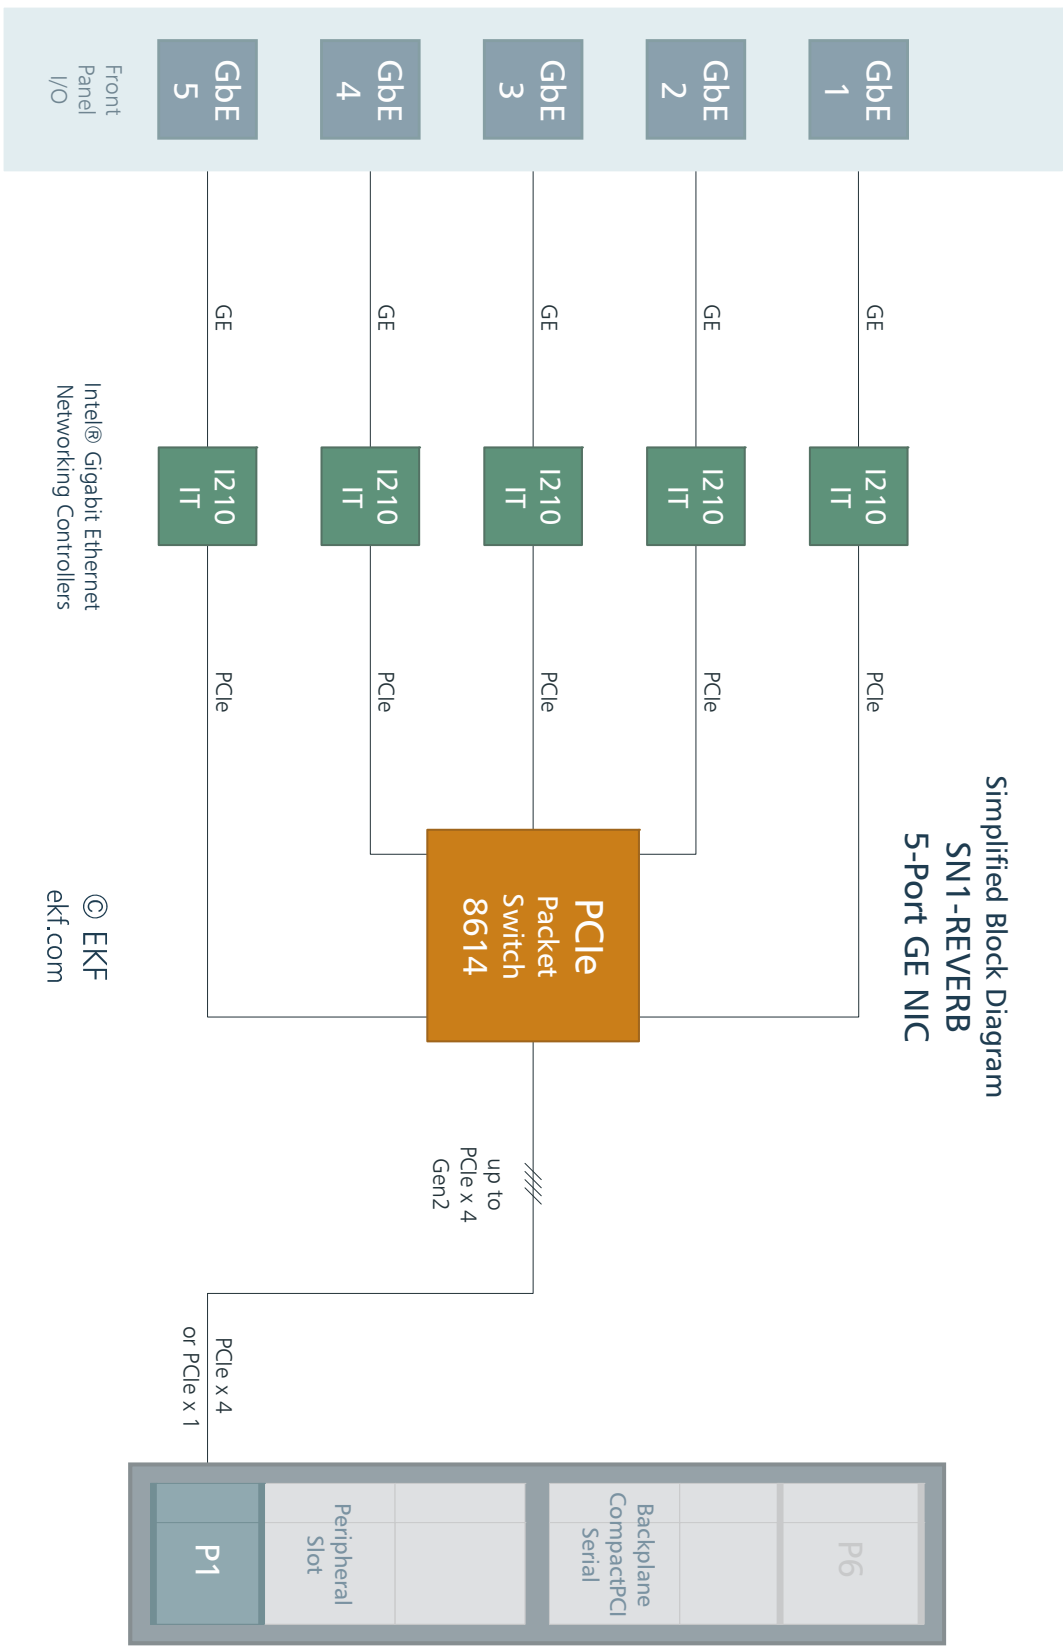 Simplified Block Diagram
SN1-REVERB
5-Port GE NIC
GbE
1
GbE
2
GbE
3
GbE
4
GbE
5
Front
Panel
I/O
GE
GE
GE
GE
GE
I210
IT
I210
IT
I210
IT
I210
IT
I210
IT
Intel® Gigabit Ethernet
Networking Controllers
PCIe
PCIe
PCIe
PCIe
PCIe
PCIe
Packet
Switch
8614
© EKF
ekf.com
up to
PCIe x 4
Gen2
PCIe x 4
or PCIe x 1
P6
Backplane
CompactPCI
Serial
Peripheral
Slot
P1